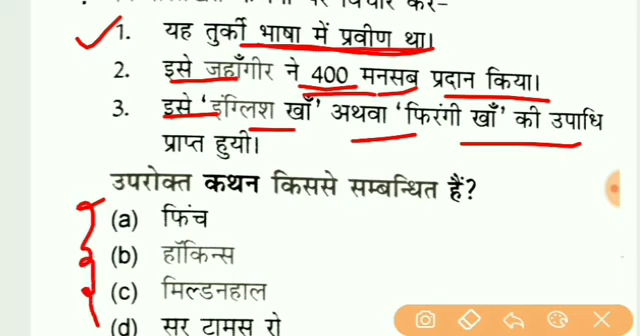 1. यह तुर्की भाषा में प्रवीण था।
2. इसे जहाँगीर ने 400 मनसब प्रदान किया।
3. इसे ‘इंग्लिश खाँ’ अथवा ‘फिरंगी खाँ’ की उपाधि
प्राप्त हुयी।
उपरोक्त कथन किससे सम्बन्धित हैं?
(a) फिंच
(b) हॉकिन्स
(c) मिल्डनहाल
(d) सर टामस रो